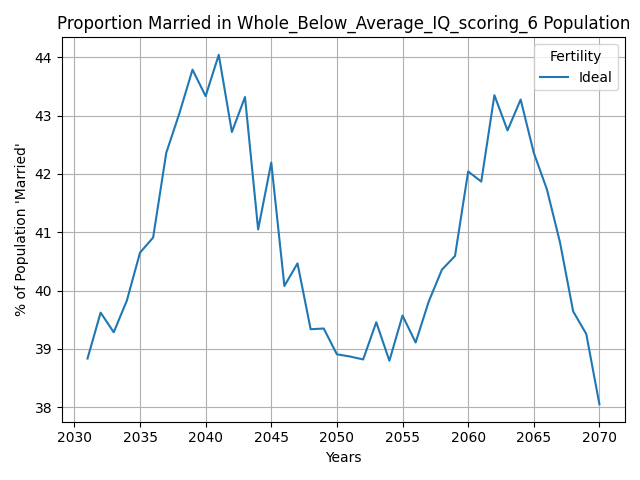 Proportion Married in Whole_Below_Average_IQ_scoring_6 Population
Fertility
Ideal
% of Population 'Married'
44
43
42
41
40
39
38
2030 2035 2040 2045 2050 2055 2060 2065 2070
Years